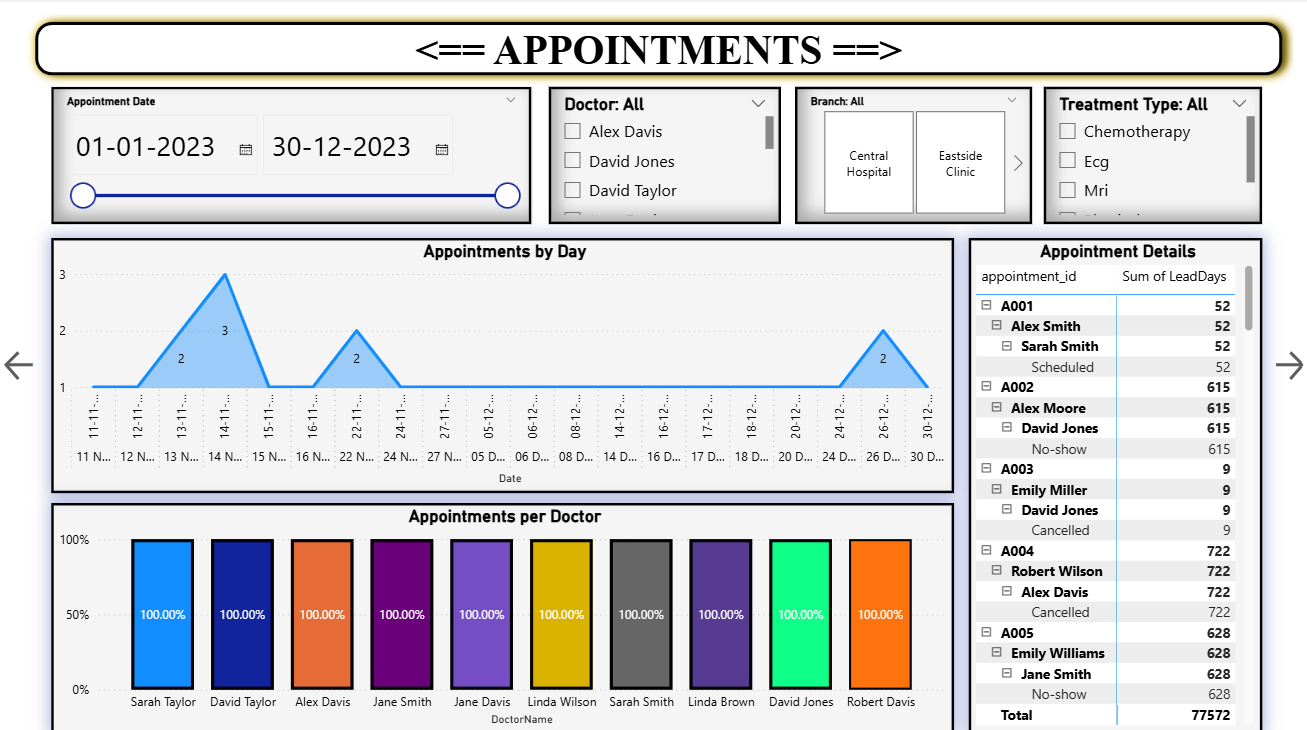 <== APPOINTMENTS ==>
Appointment Date
01-01-2023 30-12-2023
Doctor: All
Alex Davis
David Jones
David Taylor
Branch: All
Central
Hospital
Eastside
Clinic
Treatment Type: All
Chemotherapy
Ecg
Mri
Appointments by Day
3
2
1
2
3
2
2
11-11-... 12-11-... 13-11-... 14-11-... 15-11-... 16-11-... 22-11-... 24-11-... 27-11-... 05-12-... 06-12-... 08-12-... 14-12-... 16-12-... 17-12-... 18-12-... 20-12-... 24-12-... 26-12-... 30-12-...
11 N... 12 N... 13 N... 14 N... 15 N... 16 N... 22 N... 24 N... 27 N... 05 D... 06 D... 08 D... 14 D... 16 D... 17 D... 18 D... 20 D... 24 D... 26 D... 30 D...
Date
Appointments per Doctor
100%
50%
0%
100.00% 100.00% 100.00% 100.00% 100.00% 100.00% 100.00% 100.00% 100.00% 100.00%
Sarah Taylor David Taylor Alex Davis Jane Smith Jane Davis Linda Wilson Sarah Smith Linda Brown David Jones Robert Davis
DoctorName
Appointment Details
appointment_id Sum of LeadDays
A001 52
Alex Smith 52
Sarah Smith 52
Scheduled 52
A002 615
Alex Moore 615
David Jones 615
No-show 615
A003 9
Emily Miller 9
David Jones 9
Cancelled 9
A004 722
Robert Wilson 722
Alex Davis 722
Cancelled 722
A005 628
Emily Williams 628
Jane Smith 628
No-show 628
Total 77572